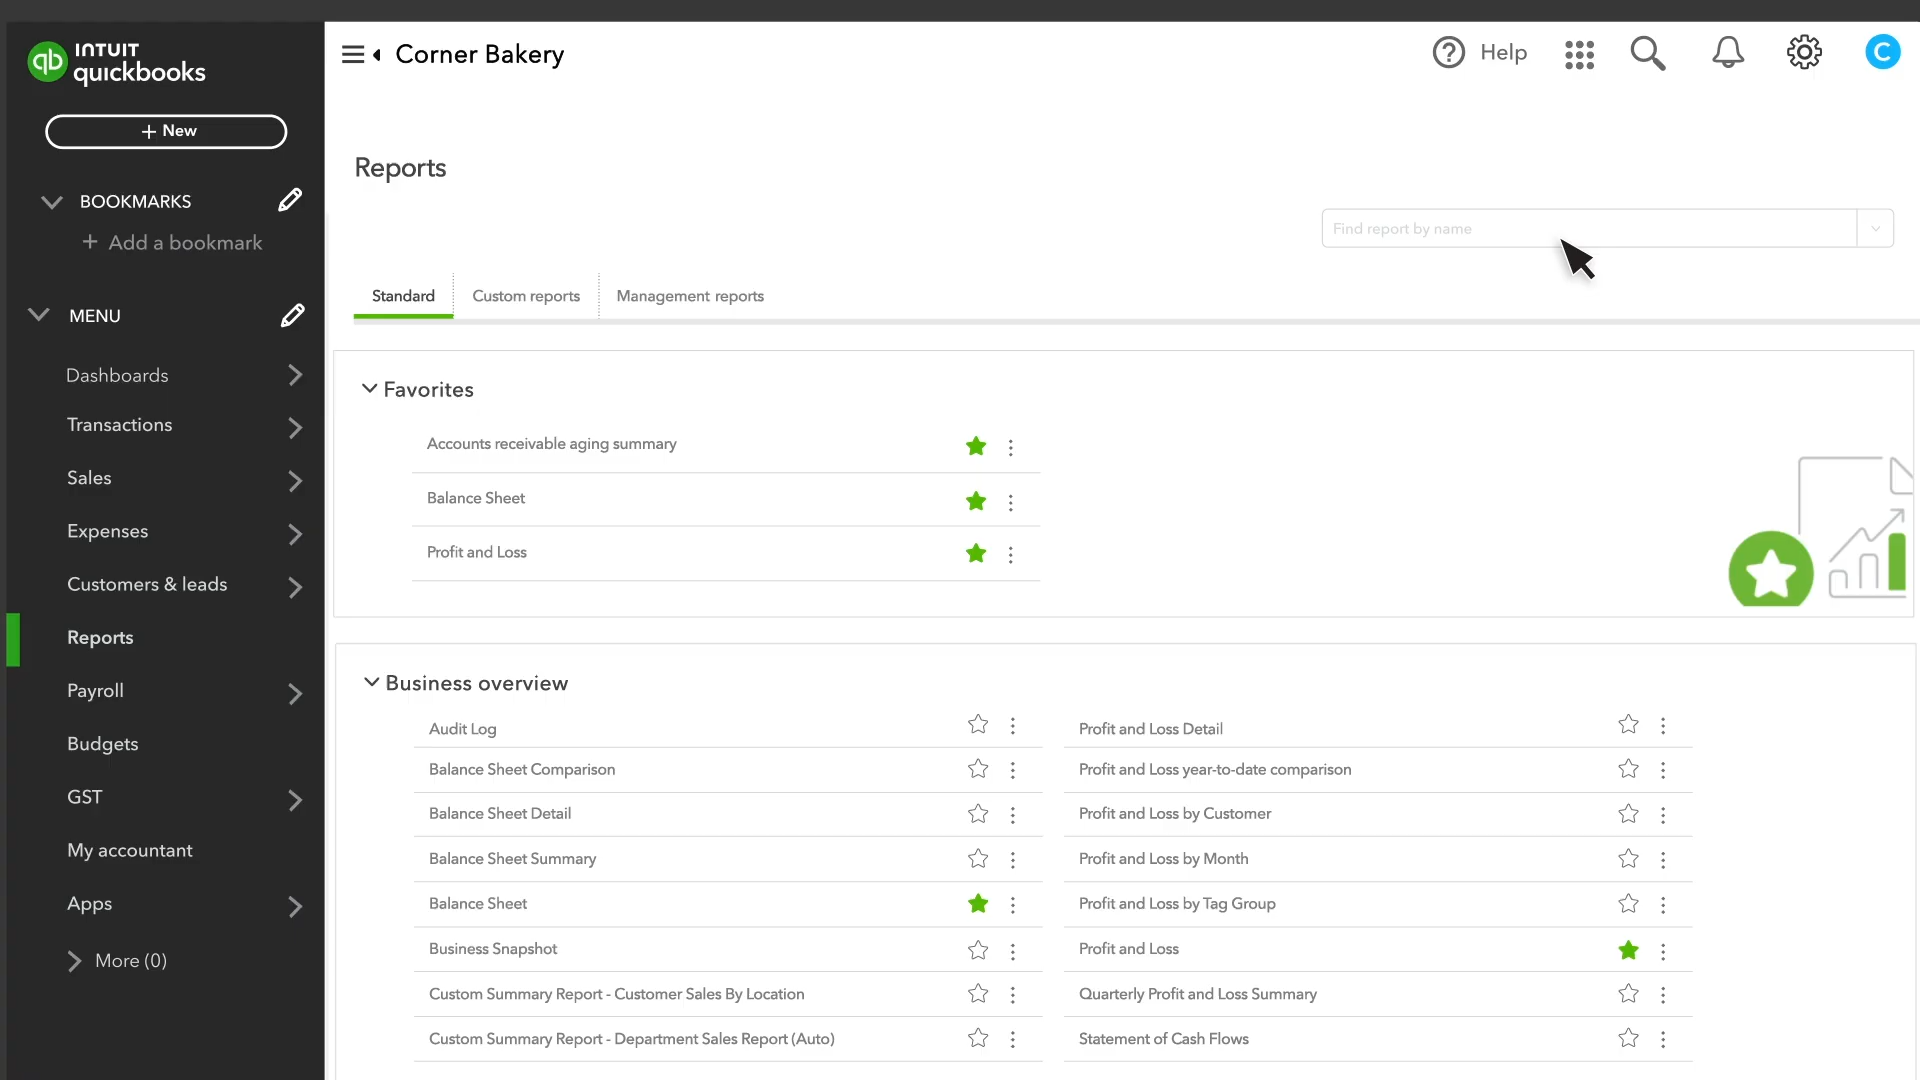 INTUIT
quickbooks
+ New
BOOKMARKS
+ Add a bookmark
MENU
Dashboards
Transactions
Sales
Expenses
Customers & leads
Reports
Payroll
Budgets
GST
My accountant
Apps
More (0)
Corner Bakery
Help
C
Reports
Find report by name
Standard
Custom reports
Management reports
Favorites
Accounts receivable aging summary
Balance Sheet
Profit and Loss
Business overview
Audit Log
Balance Sheet Comparison
Balance Sheet Detail
Balance Sheet Summary
Balance Sheet
Business Snapshot
Custom Summary Report - Customer Sales By Location
Custom Summary Report - Department Sales Report (Auto)
Profit and Loss Detail
Profit and Loss year-to-date comparison
Profit and Loss by Customer
Profit and Loss by Month
Profit and Loss by Tag Group
Profit and Loss
Quarterly Profit and Loss Summary
Statement of Cash Flows